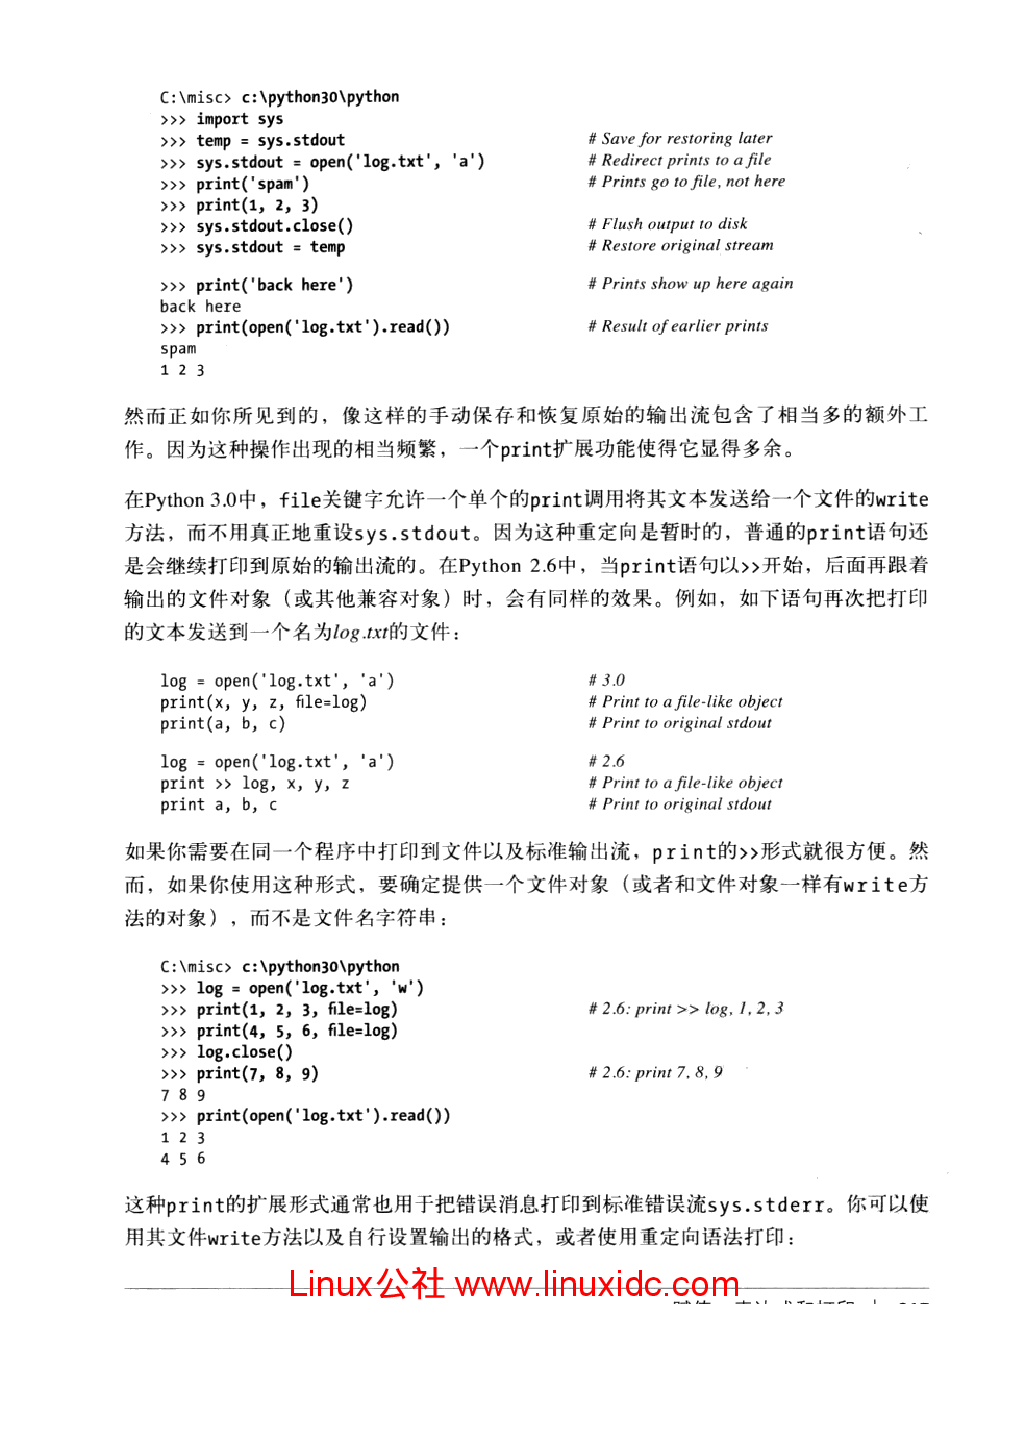 C:\misc> c:\python30\python
>>> import sys
>>> temp = sys.stdout # Save for restoring later
>>> sys.stdout = open('log.txt', 'a') # Redirect prints to a file
>>> print('spam') # Prints go to file, not here
>>> print(1, 2, 3)
>>> sys.stdout.close() # Flush output to disk
>>> sys.stdout = temp # Restore original stream
>>> print('back here') # Prints show up here again
back here
>>> print(open('log.txt').read()) # Result of earlier prints
spam
1 2 3
然而正如你所见到的，像这样的手动保存和恢复原始的输出流包含了相当多的额外工
作。因为这种操作出现的相当频繁，一个print扩展功能使得它显得多余。
在Python 3.0中，file关键字允许一个单个的print调用将其文本发送给一个文件的write
方法，而不用真正地重设sys.stdout。因为这种重定向是暂时的，普通的print语句还
是会继续打印到原始的输出流的。在Python 2.6中，当print语句以>>开始，后面再跟着
输出的文件对象（或其他兼容对象）时，会有同样的效果。例如，如下语句再次把打印
的文本发送到一个名为log.txt的文件：
log = open('log.txt', 'a') # 3.0
print(x, y, z, file=log) # Print to a file-like object
print(a, b, c) # Print to original stdout
log = open('log.txt', 'a') # 2.6
print >> log, x, y, z # Print to a file-like object
print a, b, c # Print to original stdout
如果你需要在同一个程序中打印到文件以及标准输出流，print的>>形式就很方便。然
而，如果你使用这种形式，要确定提供一个文件对象（或者和文件对象一样有write方
法的对象），而不是文件名字符串：
C:\misc> c:\python30\python
>>> log = open('log.txt', 'w')
>>> print(1, 2, 3, file=log) # 2.6: print >> log, 1, 2, 3
>>> print(4, 5, 6, file=log)
>>> log.close()
>>> print(7, 8, 9) # 2.6: print 7, 8, 9
7 8 9
>>> print(open('log.txt').read())
1 2 3
4 5 6
这种print的扩展形式通常也用于把错误消息打印到标准错误流sys.stderr。你可以使
用其文件write方法以及自行设置输出的格式，或者使用重定向语法打印：
Linux公社 www.linuxidc.com